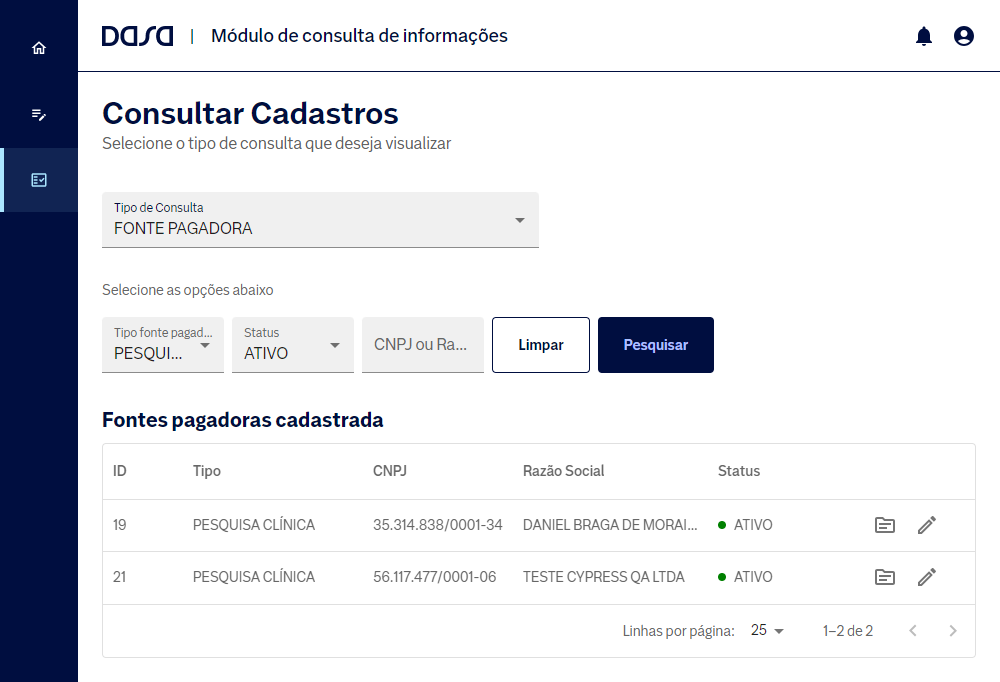 Dasa | Módulo de consulta de informações
Consultar Cadastros
Selecione o tipo de consulta que deseja visualizar
Tipo de Consulta
FONTE PAGADORA
Selecione as opções abaixo
Tipo fonte pagad... Status
PESQUI... ATIVO CNPJ ou Ra... Limpar Pesquisar
Fontes pagadoras cadastrada
ID Tipo CNPJ Razão Social Status
19 PESQUISA CLÍNICA 35.314.838/0001-34 DANIEL BRAGA DE MORAI... ATIVO
21 PESQUISA CLÍNICA 56.117.477/0001-06 TESTE CYPRESS QA LTDA ATIVO
Linhas por página: 25 1–2 de 2